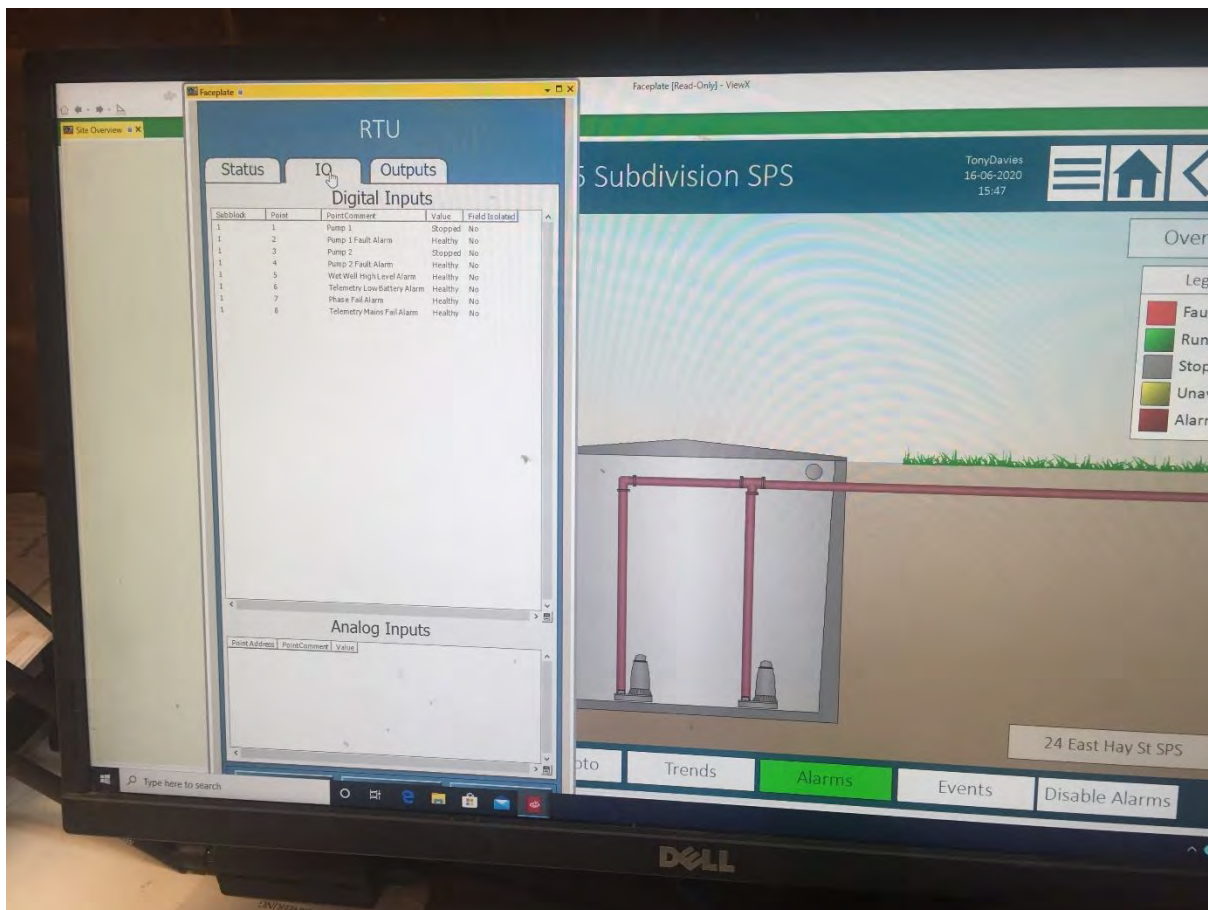 Faceplate
Faceplate [Read-Only] - ViewX
Site Overview
RTU
Status IO Outputs
Digital Inputs
Subblock Point PointComment Value Field Isolated
1 1 Pump 1 Stopped No
1 2 Pump 1 Fault Alarm Healthy No
1 3 Pump 2 Stopped No
1 4 Pump 2 Fault Alarm Healthy No
1 5 Wet Well High Level Alarm Healthy No
1 6 Telemetry Low Battery Alarm Healthy No
1 7 Phase Fail Alarm Healthy No
1 8 Telemetry Mains Fail Alarm Healthy No
Analog Inputs
Point Address PointComment Value
5 Subdivision SPS
TonyDavies
16-06-2020
15:47
Over
Leg
Fau
Run
Stop
Una
Alarr
24 East Hay St SPS
oto Trends Alarms Events Disable Alarms
Type here to search
DELL